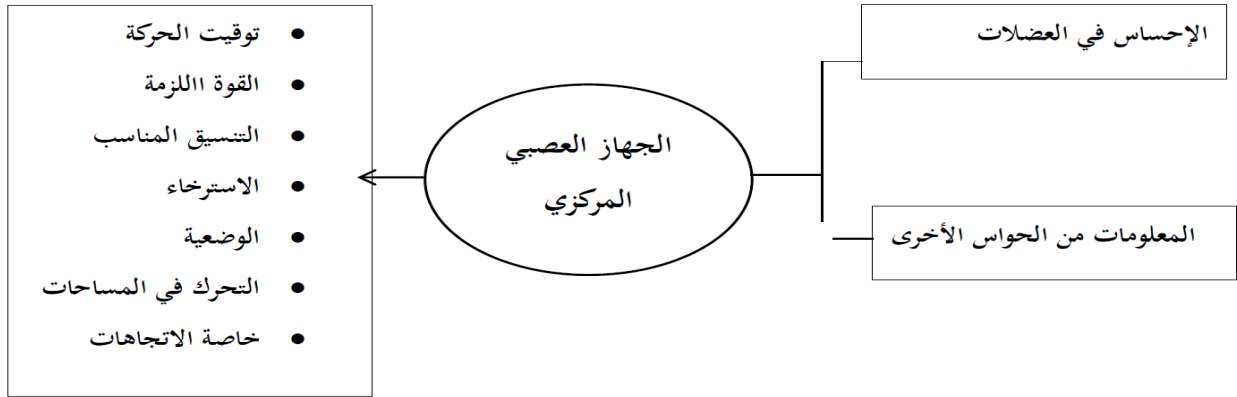 الإحساس في العضلات
المعلومات من الحواس الأخرى
الجهاز العصبي
المركزي
• توقيت الحركة
• القوة االلزمة
• التنسيق المناسب
• الاسترخاء
• الوضعية
• التحرك في المساحات
• خاصة الاتجاهات